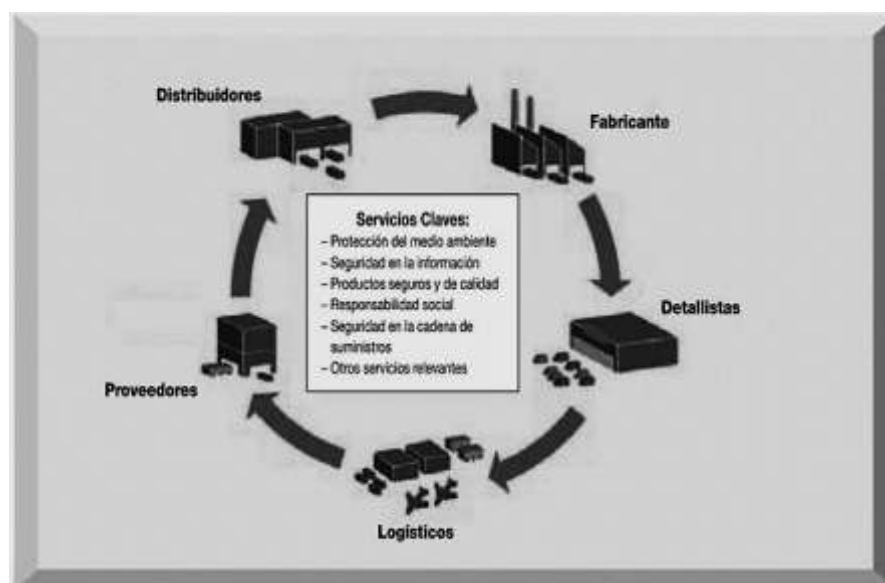 Distribuidores
Fabricante
Servicios Claves:
– Protección del medio ambiente
– Seguridad en la información
– Productos seguros y de calidad
– Responsabilidad social
– Seguridad en la cadena de
suministros
– Otros servicios relevantes
Detallistas
Proveedores
Logísticos